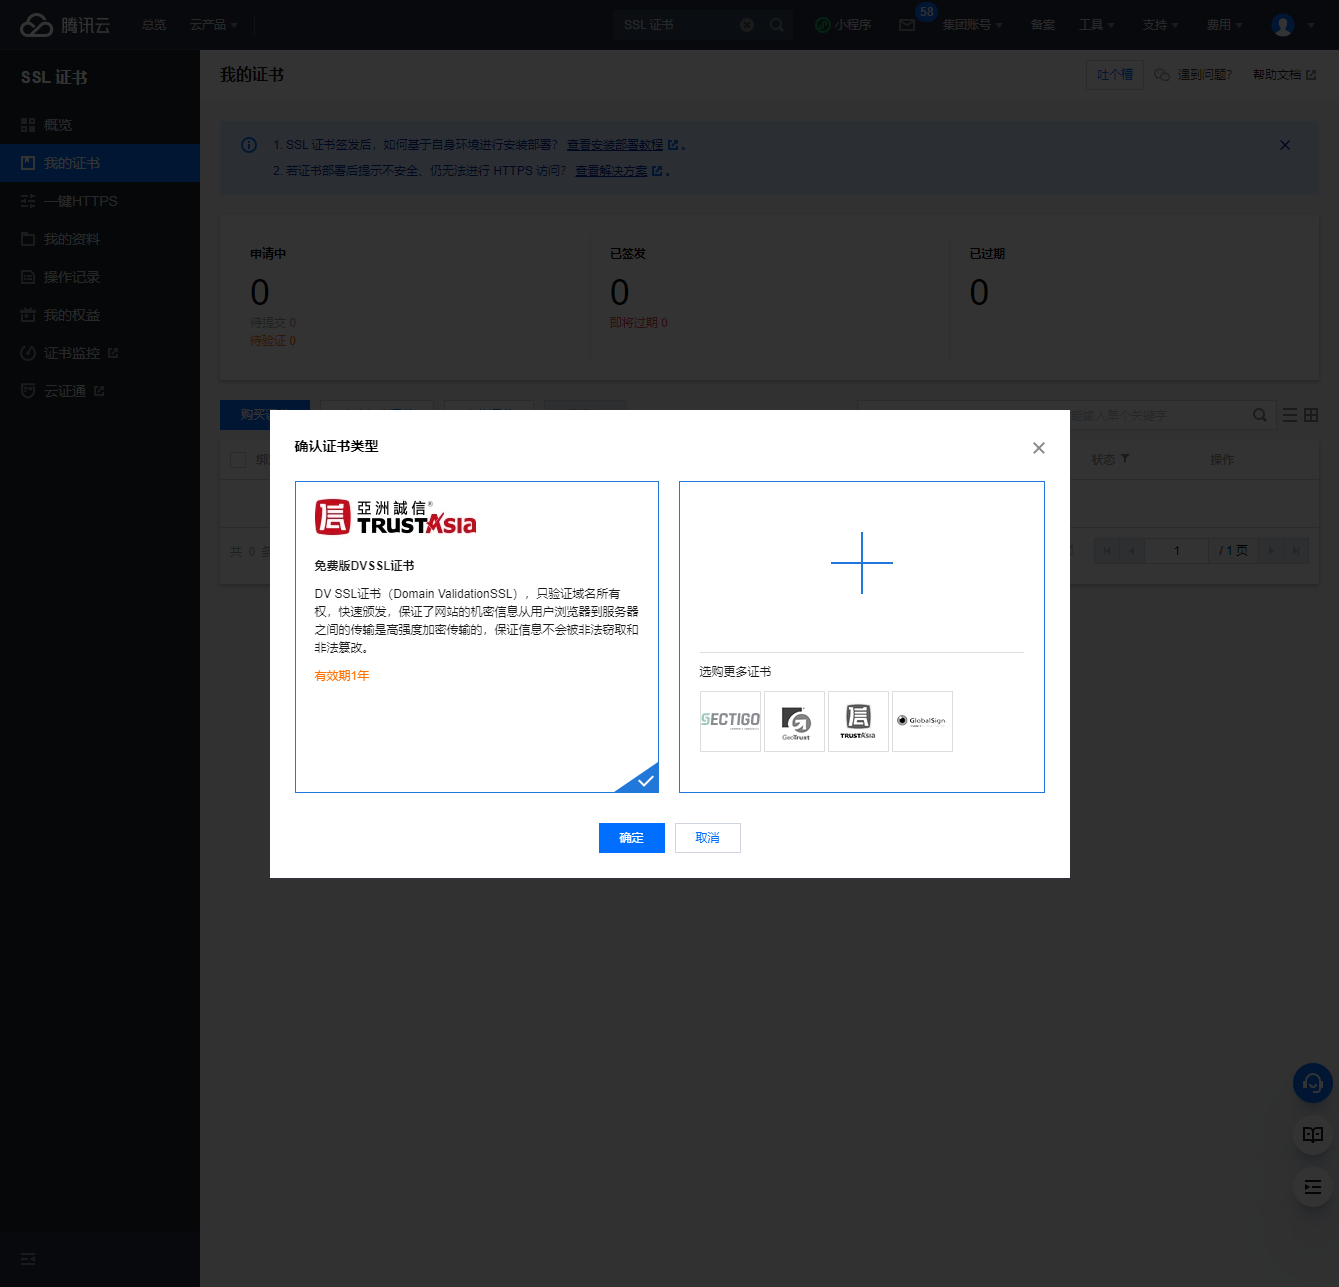 腾讯云
总览
云产品
SSL 证书
小程序
58
集团账号
备案
工具
支持
费用
SSL 证书
概览
我的证书
一键HTTPS
我的资料
操作记录
我的权益
证书监控
云证通
我的证书
吐个槽
遇到问题?
帮助文档
1. SSL 证书签发后，如何基于自身环境进行安装部署？ 查看安装部署教程 。
2. 若证书部署后提示不安全、仍无法进行 HTTPS 访问？ 查看解决方案 。
申请中
0
待提交 0
待验证 0
已签发
0
即将过期 0
已过期
0
购买
能输入单个关键字
状态
操作
共 0
1
/ 1 页
确认证书类型
亞洲誠信®
TRUSTASIA
免费版DVSSL证书
DV SSL证书（Domain ValidationSSL），只验证域名所有
权，快速颁发，保证了网站的机密信息从用户浏览器到服务器
之间的传输是高强度加密传输的，保证信息不会被非法窃取和
非法篡改。
有效期1年
选购更多证书
SECTIGO
GeoTrust
TRUSTASIA
GlobalSign
确定
取消